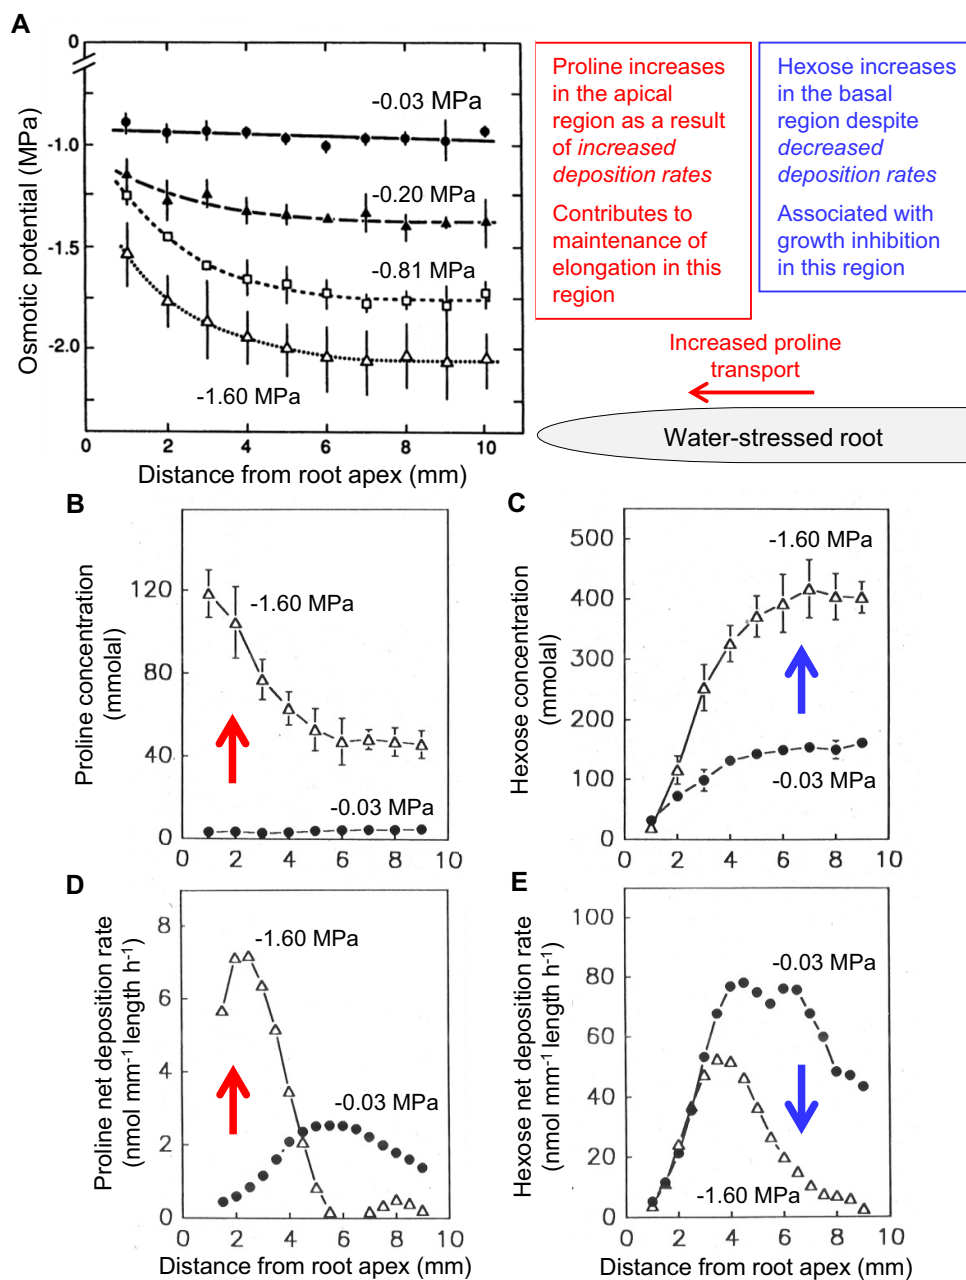 A
Osmotic potential (MPa)
0
-1.0
-1.5
-2.0
-0.03 MPa
-0.20 MPa
-0.81 MPa
-1.60 MPa
0 2 4 6 8 10
Distance from root apex (mm)
Proline increases
in the apical
region as a result
of increased
deposition rates
Contributes to
maintenance of
elongation in this
region
Hexose increases
in the basal
region despite
decreased
deposition rates
Associated with
growth inhibition
in this region
Increased proline
transport
Water-stressed root
B
Proline concentration
(mmolal)
120
80
40
0
-1.60 MPa
-0.03 MPa
0 2 4 6 8 10
C
Hexose concentration
(mmolal)
500
400
300
200
100
0
-1.60 MPa
-0.03 MPa
0 2 4 6 8 10
D
Proline net deposition rate
(nmol mm⁻¹ length h⁻¹)
8
6
4
2
0
-1.60 MPa
-0.03 MPa
0 2 4 6 8 10
Distance from root apex (mm)
E
Hexose net deposition rate
(nmol mm⁻¹ length h⁻¹)
100
80
60
40
20
0
-0.03 MPa
-1.60 MPa
0 2 4 6 8 10
Distance from root apex (mm)